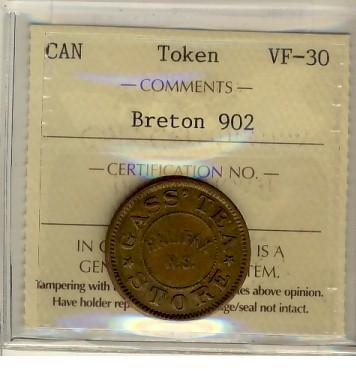 CAN Token VF-30
— COMMENTS —
Breton 902
— CERTIFICATION NO. —
IN C IS A
GEN TEM.
Tampering with es above opinion.
Have holder rep ge/seal not intact.
★ GASS' TEA ★
STORE
HALIFAX
N.S.